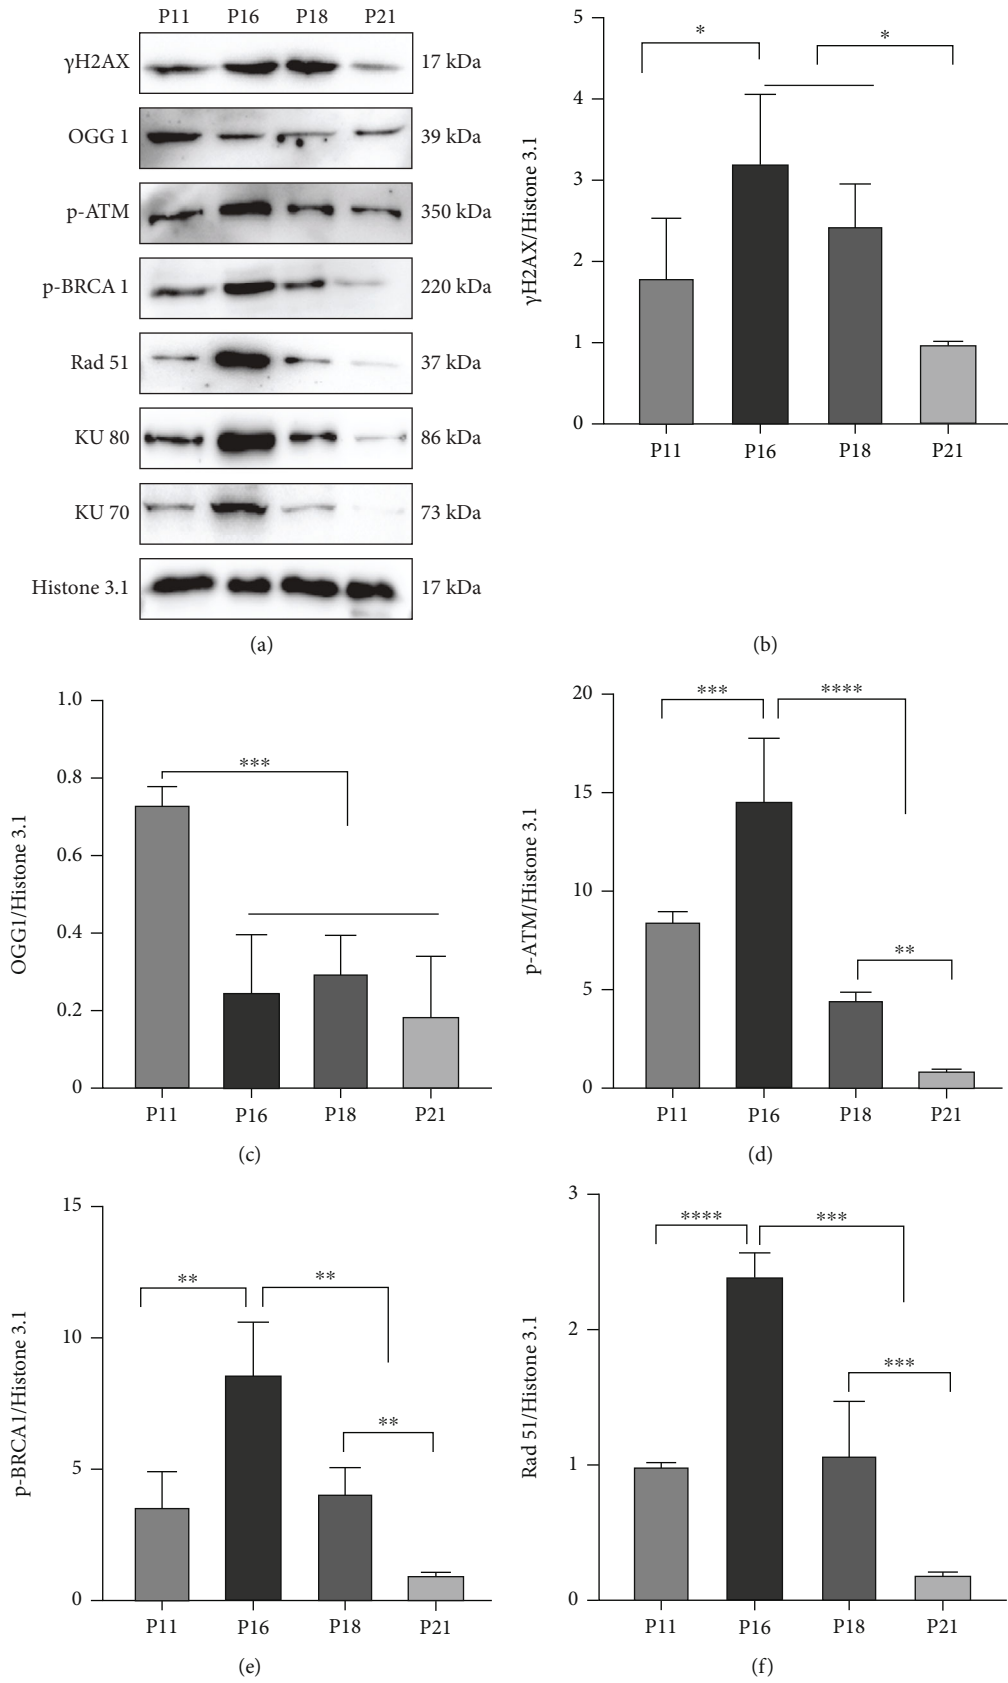 P11 P16 P18 P21
γH2AX 17 kDa
OGG 1 39 kDa
p-ATM 350 kDa
p-BRCA 1 220 kDa
Rad 51 37 kDa
KU 80 86 kDa
KU 70 73 kDa
Histone 3.1 17 kDa
(a)
γH2AX/Histone 3.1
5
4
3
2
1
0
* *
P11 P16 P18 P21
(b)
OGG1/Histone 3.1
1.0
0.8
0.6
0.4
0.2
0
***
P11 P16 P18 P21
(c)
p-ATM/Histone 3.1
20
15
10
5
0
*** ****
**
P11 P16 P18 P21
(d)
p-BRCA1/Histone 3.1
15
10
5
0
** **
**
P11 P16 P18 P21
(e)
Rad 51/Histone 3.1
3
2
1
0
**** ***
***
P11 P16 P18 P21
(f)